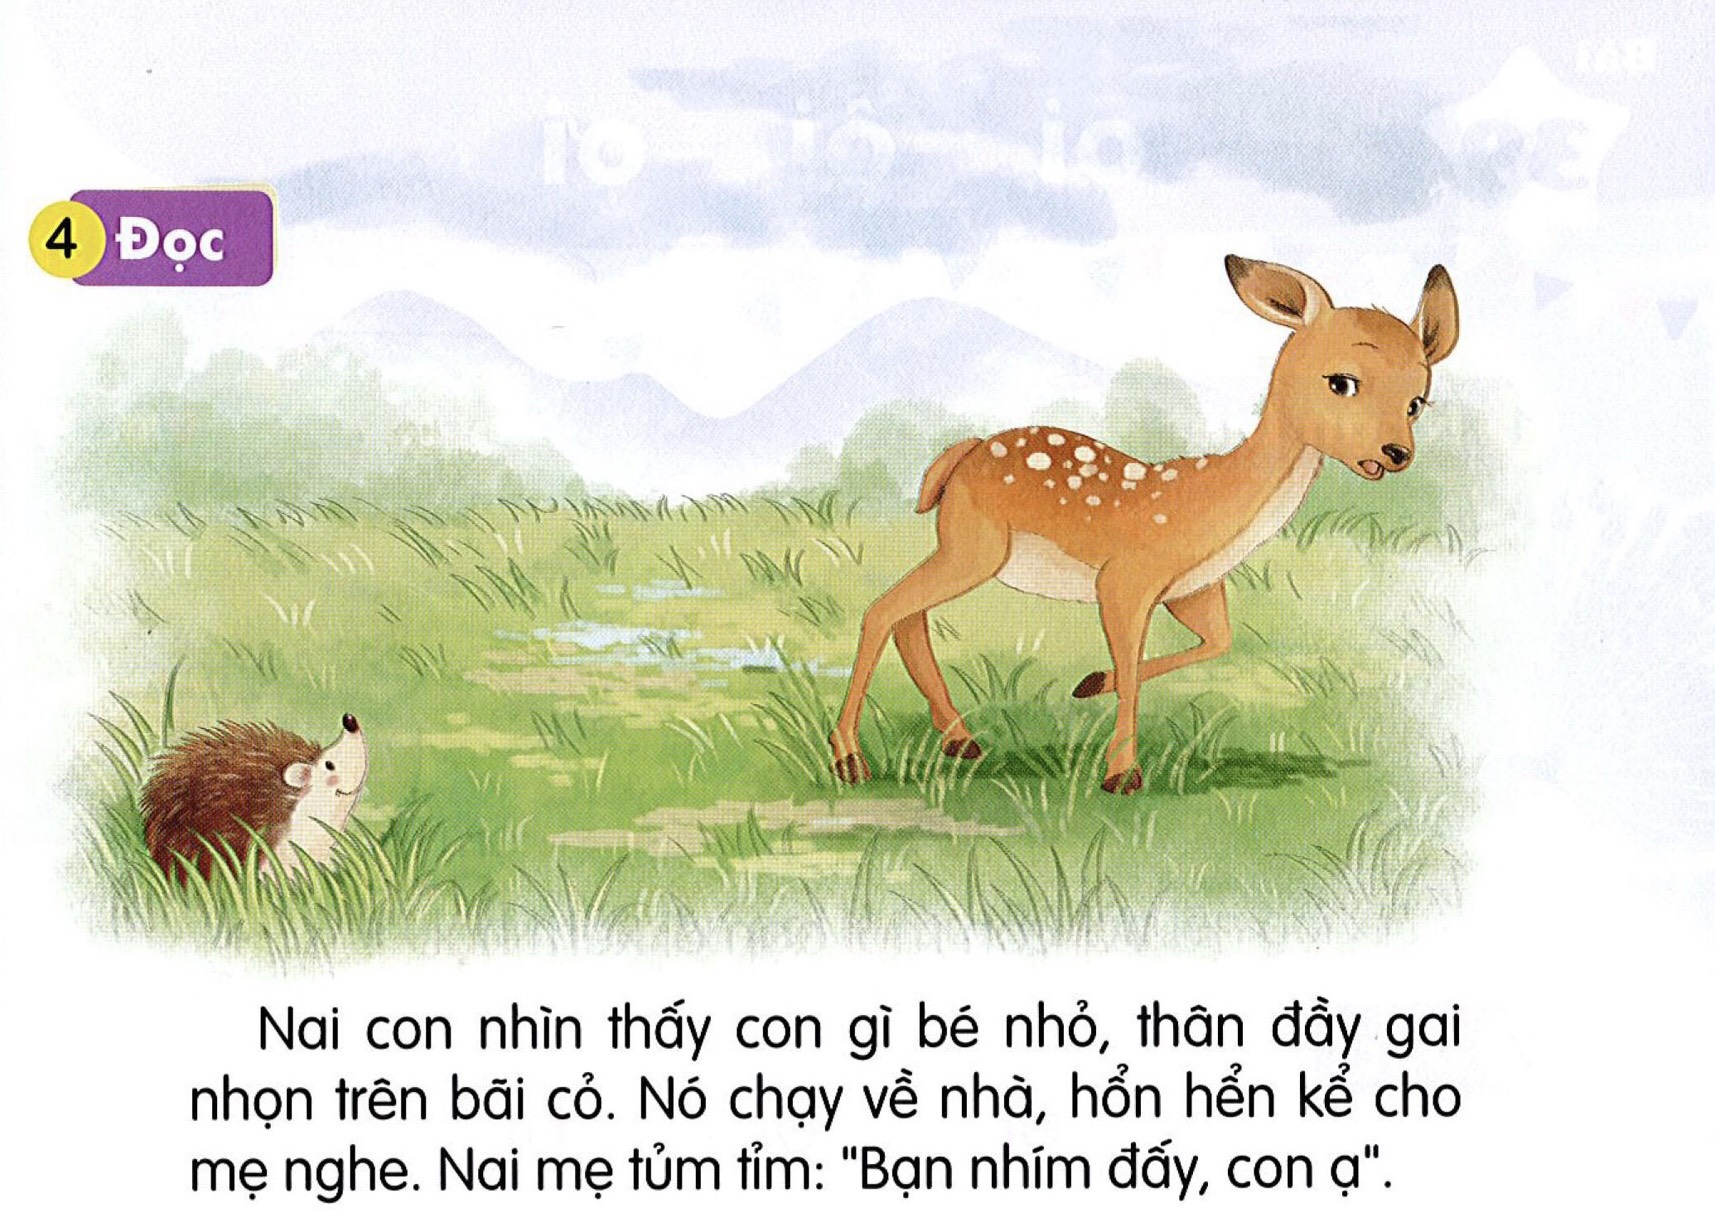 4 Đọc
Nai con nhìn thấy con gì bé nhỏ, thân đầy gai
nhọn trên bãi cỏ. Nó chạy về nhà, hổn hển kể cho
mẹ nghe. Nai mẹ tủm tỉm: "Bạn nhím đấy, con ạ".